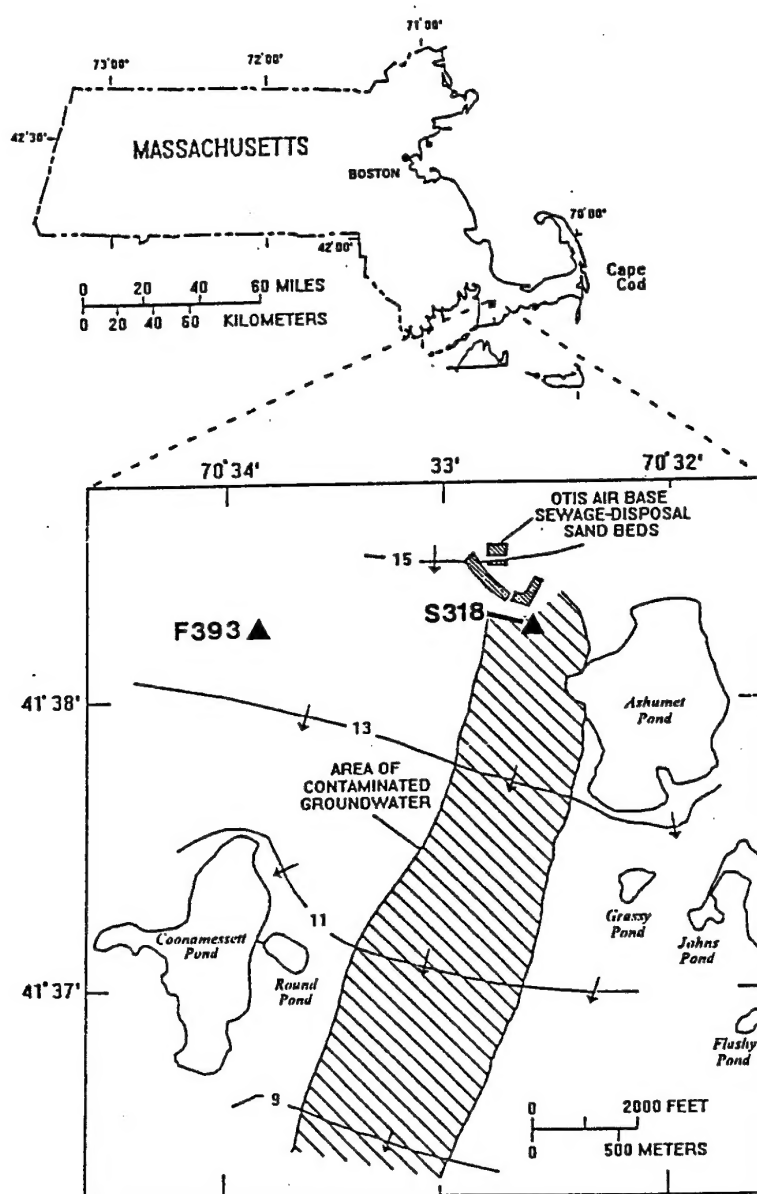 71°00'
73°00'
72°00'
42°30'
MASSACHUSETTS
BOSTON
70°00'
42°00'
Cape
Cod
0 20 40 60 MILES
0 20 40 60 KILOMETERS
70°34'
33'
70°32'
OTIS AIR BASE
SEWAGE-DISPOSAL
SAND BEDS
15
S318
F393
41°38'
Ashumet
Pond
13
AREA OF
CONTAMINATED
GROUNDWATER
11
Grassy
Pond
Johns
Pond
Coonamessett
Pond
Round
Pond
41°37'
Flushy
Pond
9
0 2000 FEET
0 500 METERS